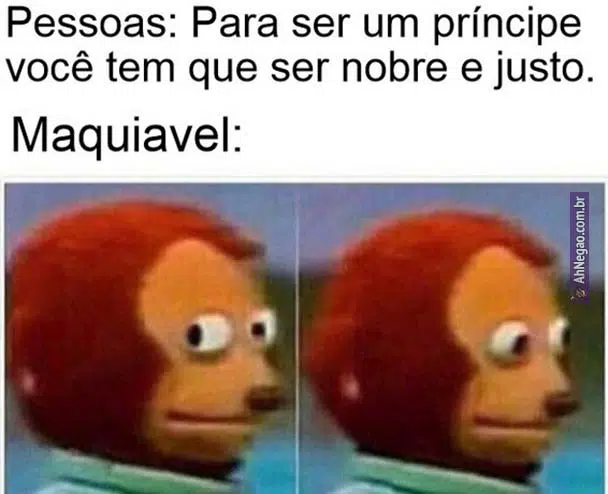 Pessoas: Para ser um príncipe
você tem que ser nobre e justo.
Maquiavel:
AhNegao.com.br